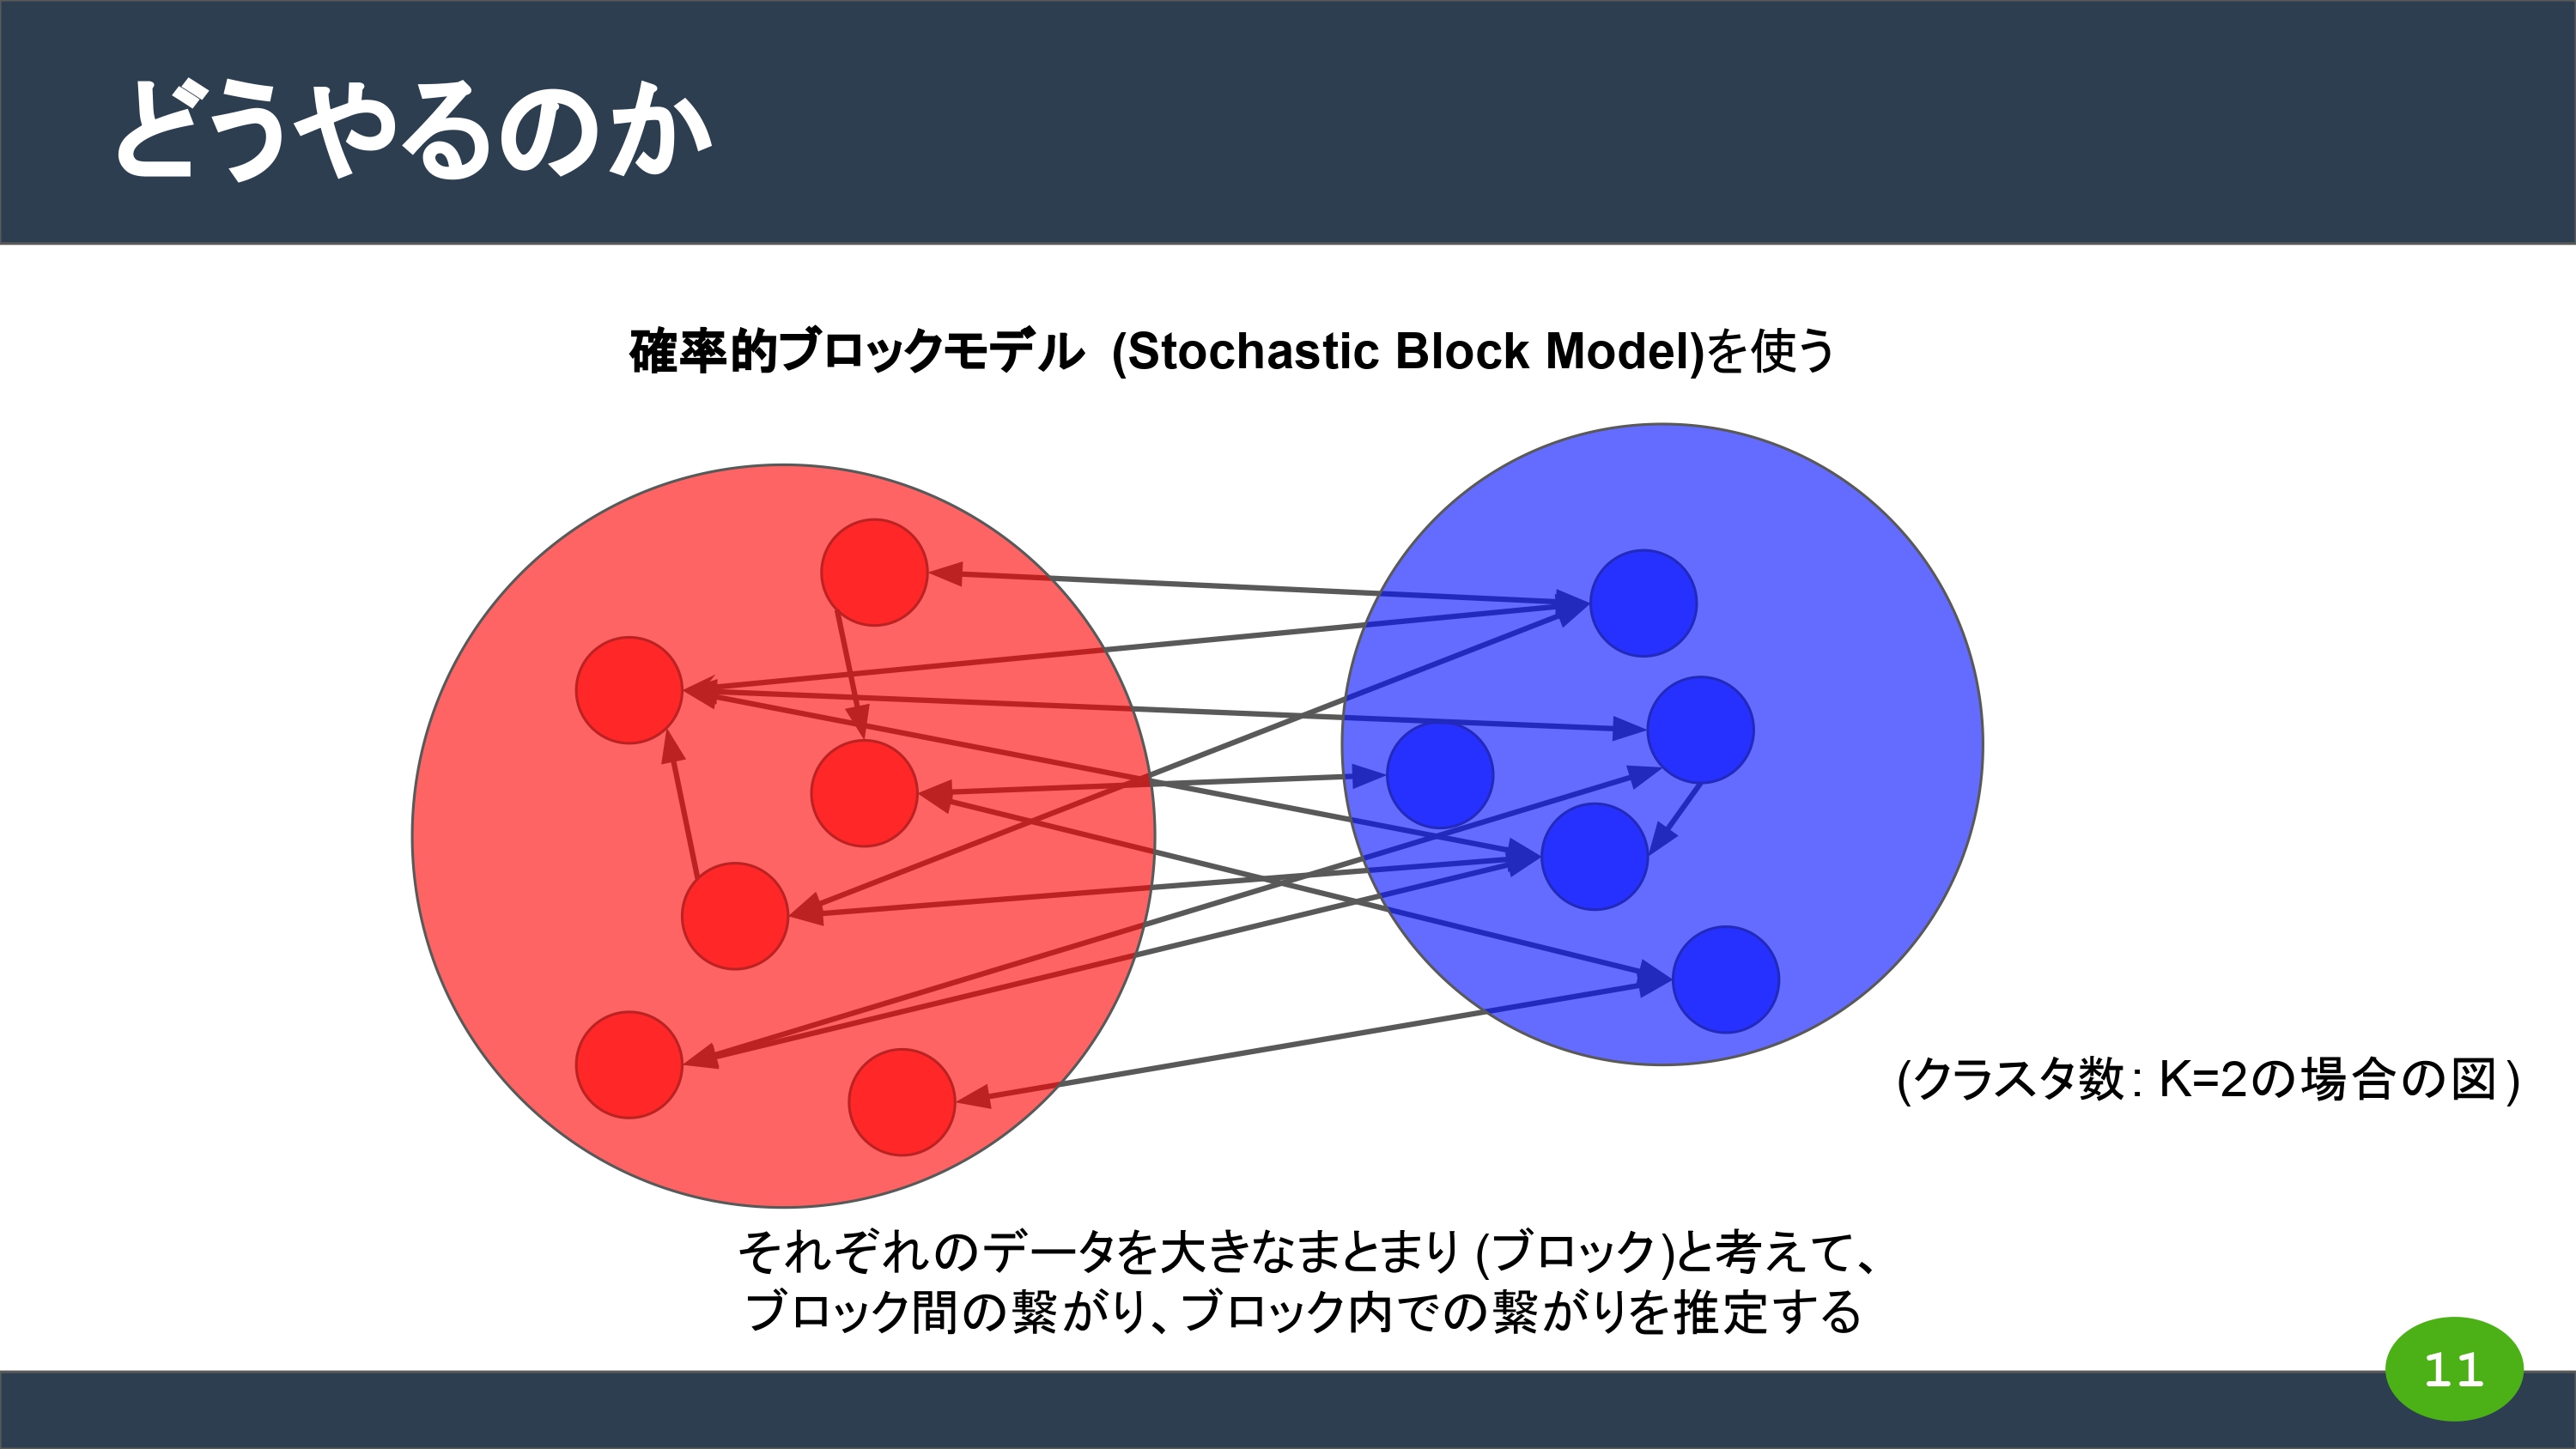 どうやるのか
確率的ブロックモデル (Stochastic Block Model)を使う
(クラスタ数: K=2の場合の図)
それぞれのデータを大きなまとまり(ブロック)と考えて、
ブロック間の繋がり、ブロック内での繋がりを推定する
11